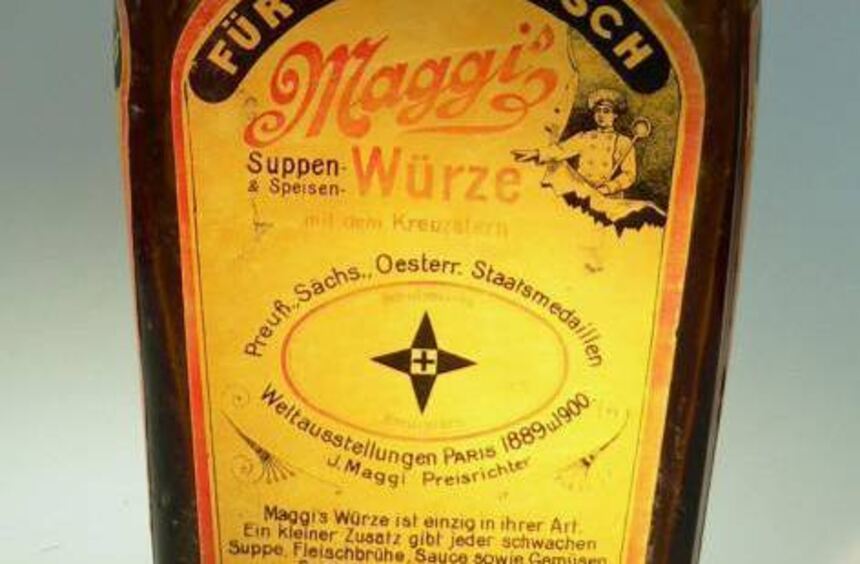 FÜR
Maggi's
Suppen- Würze
& Speisen-
mit dem Kreuzstern
Preuß., Sächs., Oesterr. Staatsmedaillen
Weltausstellungen PARIS 1889 u. 1900.
J. Maggi Preisrichter
Maggi's Würze ist einzig in ihrer Art.
Ein kleiner Zusatz gibt jeder schwachen
Suppe, Fleischbrühe, Sauce sowie Gemüsen